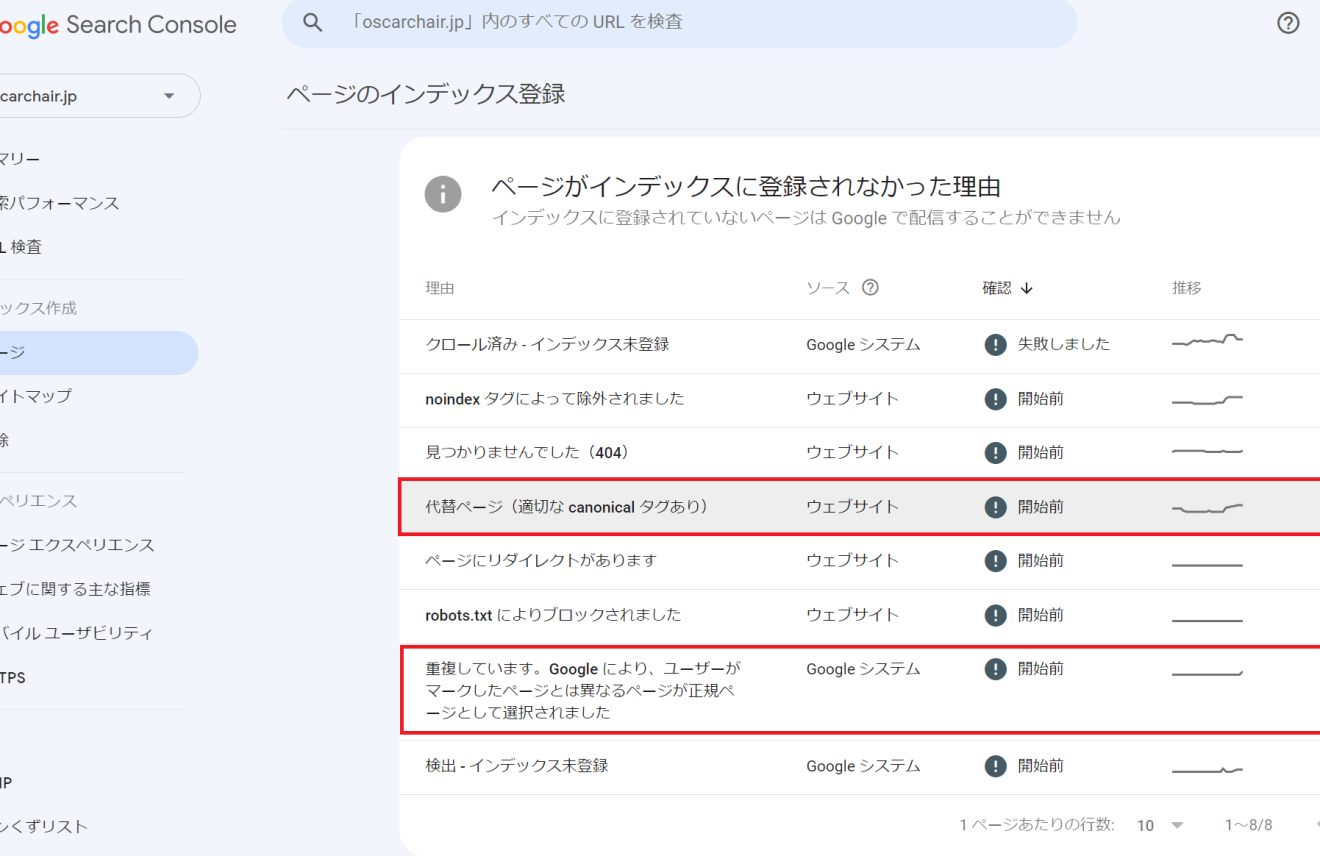 oogle Search Console
「oscarchair.jp」内のすべての URL を検査
carchair.jp
ページのインデックス登録
マリー
索パフォーマンス
L 検査
ックス作成
ージ
イトマップ
除
ペリエンス
ージ エクスペリエンス
ェブに関する主な指標
バイル ユーザビリティ
TPS
IP
んくずリスト
ページがインデックスに登録されなかった理由
インデックスに登録されていないページは Google で配信することができません
理由 ソース 確認 推移
クロール済み - インデックス未登録 Google システム 失敗しました
noindex タグによって除外されました ウェブサイト 開始前
見つかりませんでした（404） ウェブサイト 開始前
代替ページ（適切な canonical タグあり） ウェブサイト 開始前
ページにリダイレクトがあります ウェブサイト 開始前
robots.txt によりブロックされました ウェブサイト 開始前
重複しています。Google により、ユーザーが Google システム 開始前
マークしたページとは異なるページが正規ペ
ージとして選択されました
検出 - インデックス未登録 Google システム 開始前
1 ページあたりの行数: 10 1～8/8